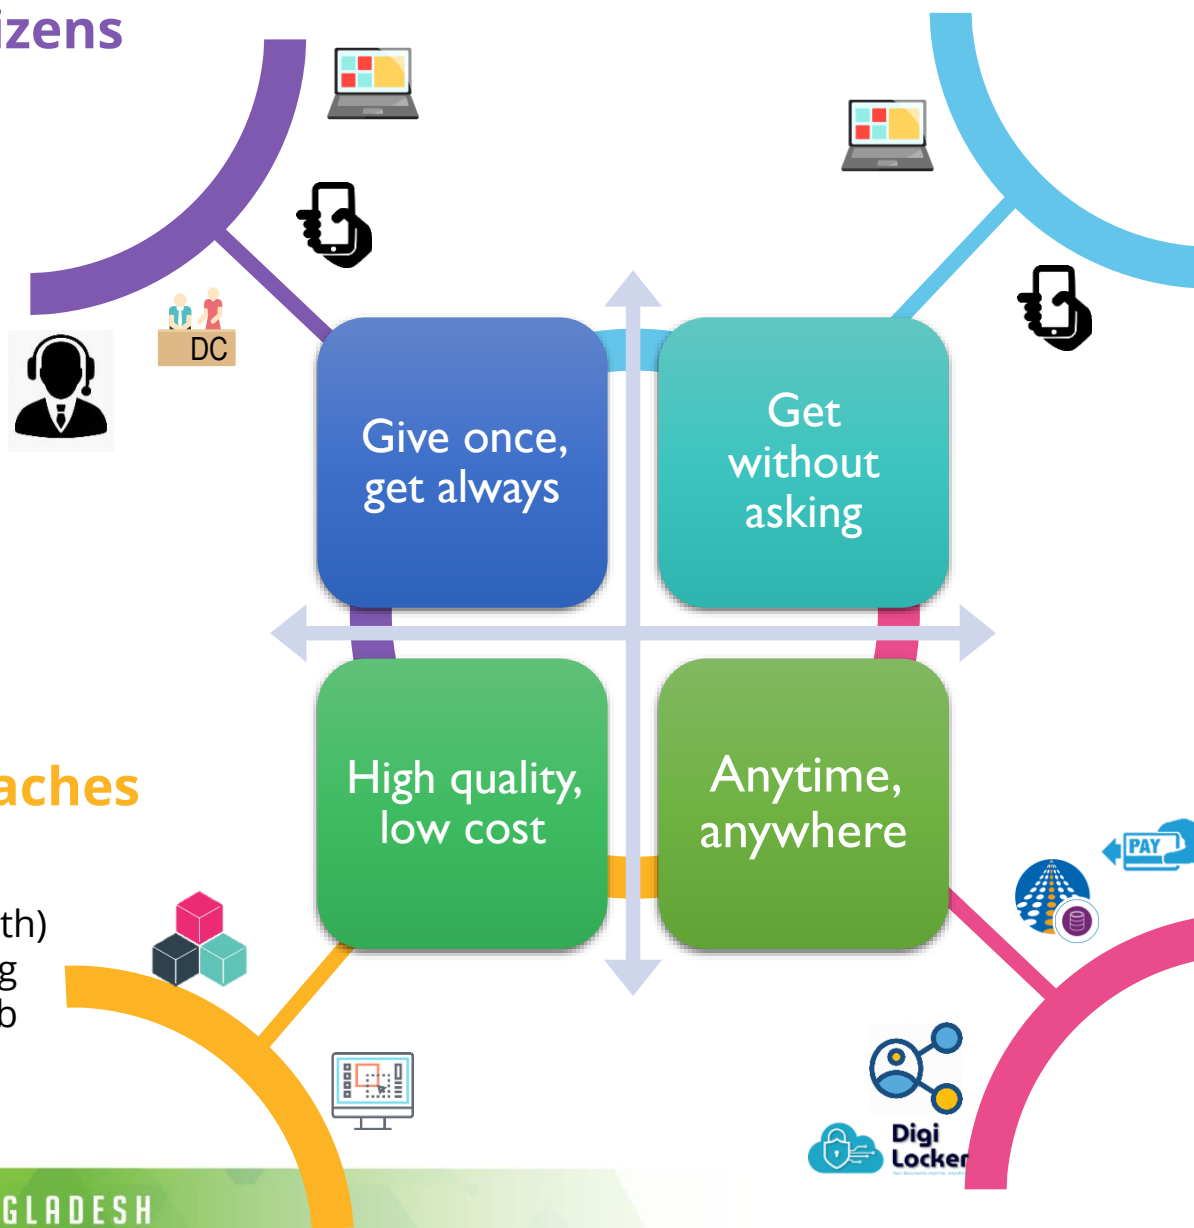 izens
DC
Give once,
get always
Get
without
asking
High quality,
low cost
Anytime,
anywhere
aches
th)
g
b
PAY
Digi
Locker
GLADESH